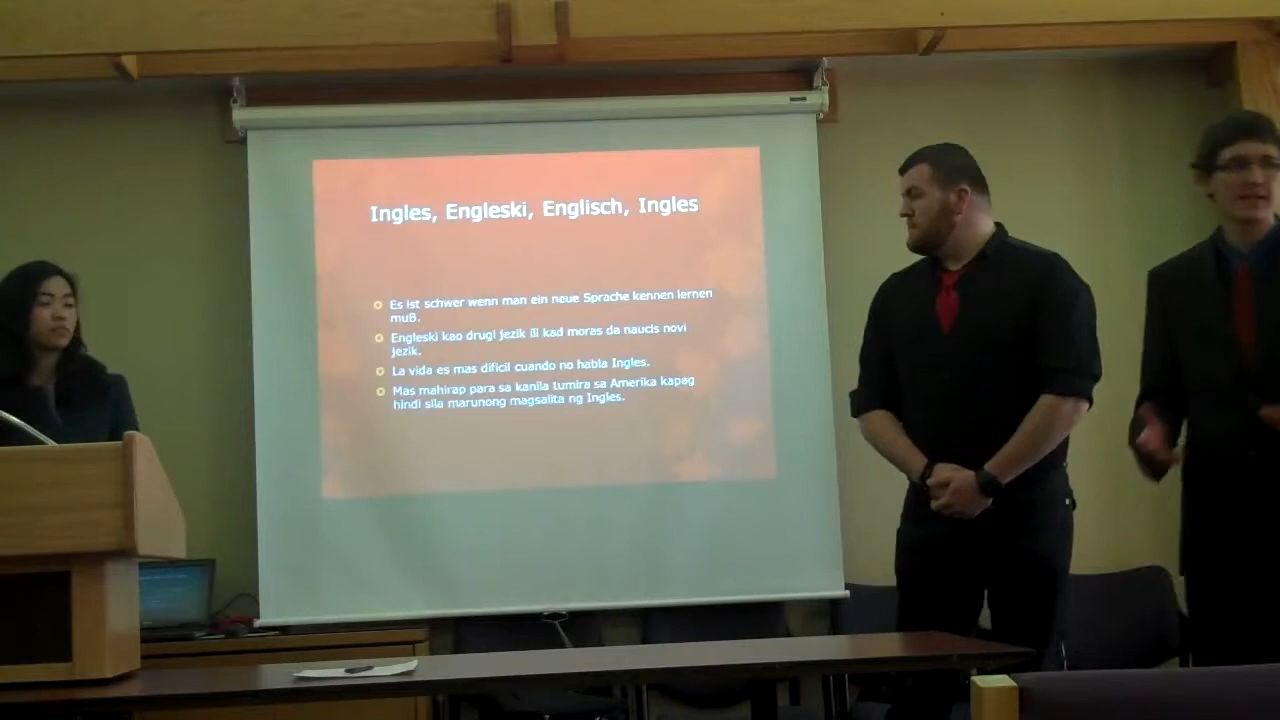 Ingles, Engleski, Englisch, Ingles
Es ist schwer wenn man ein neue Sprache kennen lernen
muß.
Engleski kao drugi jezik ili kad moras da naucis novi
jezik.
La vida es mas dificil cuando no habla Ingles.
Mas mahirap para sa kanila tumira sa Amerika kapag
hindi sila marunong magsalita ng Ingles.